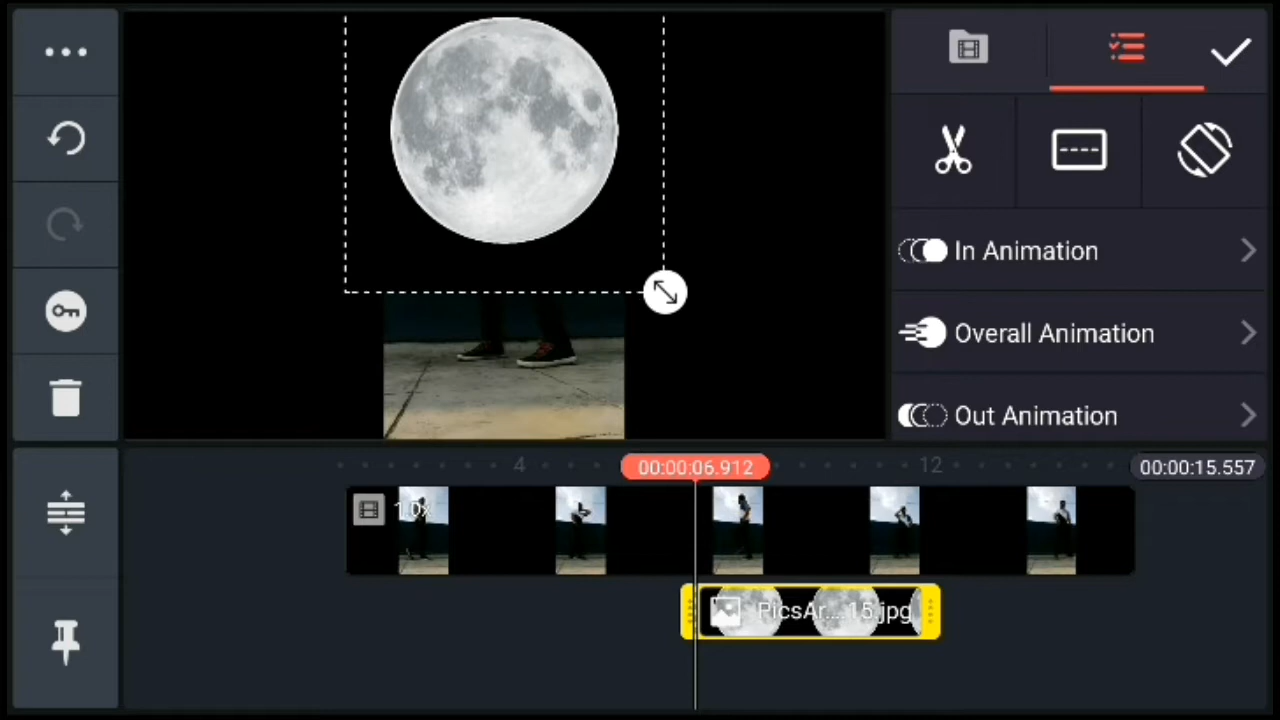 In Animation
Overall Animation
Out Animation
4
00:00:06.912
12
00:00:15.557
1.0x
PicsAr....15.jpg